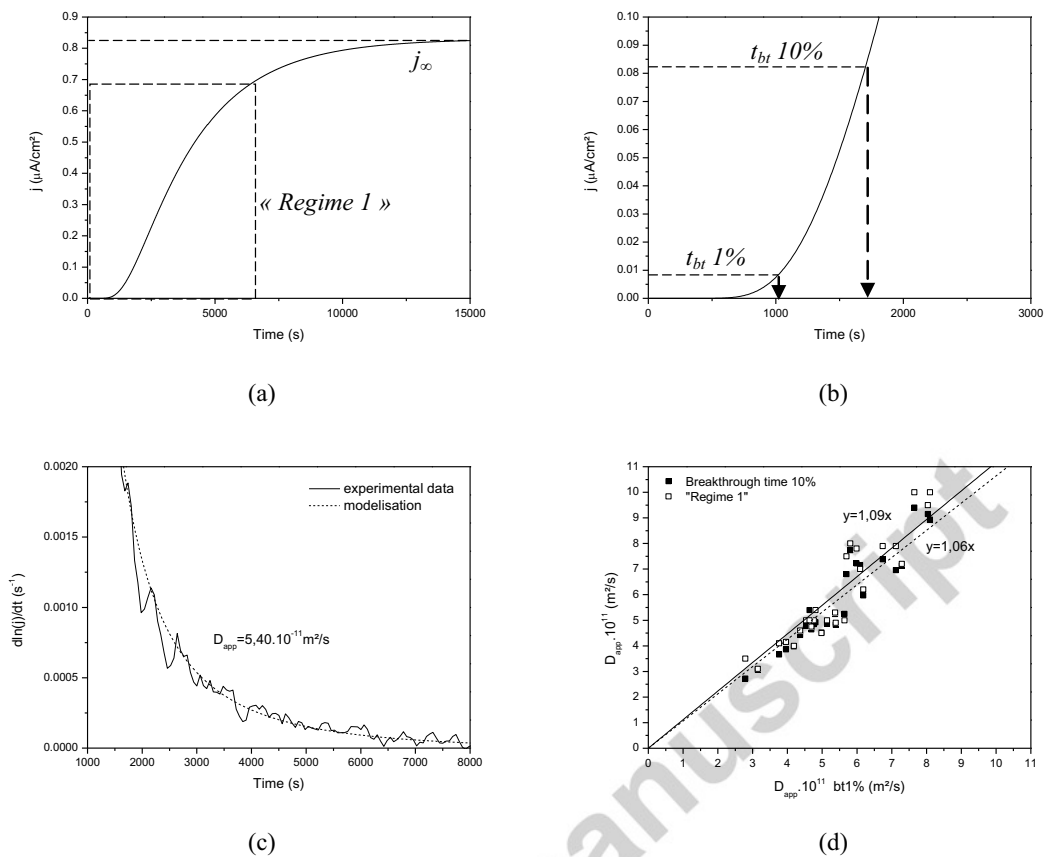 0.9
0.8
0.7
0.6
0.5
0.4
0.3
0.2
0.1
0.0
j (µA/cm²)
j∞
« Regime 1 »
0 5000 10000 15000
Time (s)
(a)
0.10
0.09
0.08
0.07
0.06
0.05
0.04
0.03
0.02
0.01
0.00
j (µA/cm²)
t_bt 10%
t_bt 1%
0 1000 2000 3000
Time (s)
(b)
0.0020
0.0015
0.0010
0.0005
0.0000
dln(j)/dt (s⁻¹)
experimental data
modelisation
D_app=5,40.10⁻¹¹m²/s
1000 2000 3000 4000 5000 6000 7000 8000
Time (s)
(c)
11
10
9
8
7
6
5
4
3
2
1
0
D_app.10¹¹ (m²/s)
Breakthrough time 10%
"Regime 1"
y=1,09x
y=1,06x
0 1 2 3 4 5 6 7 8 9 10 11
D_app.10¹¹ bt1% (m²/s)
(d)
anuscript